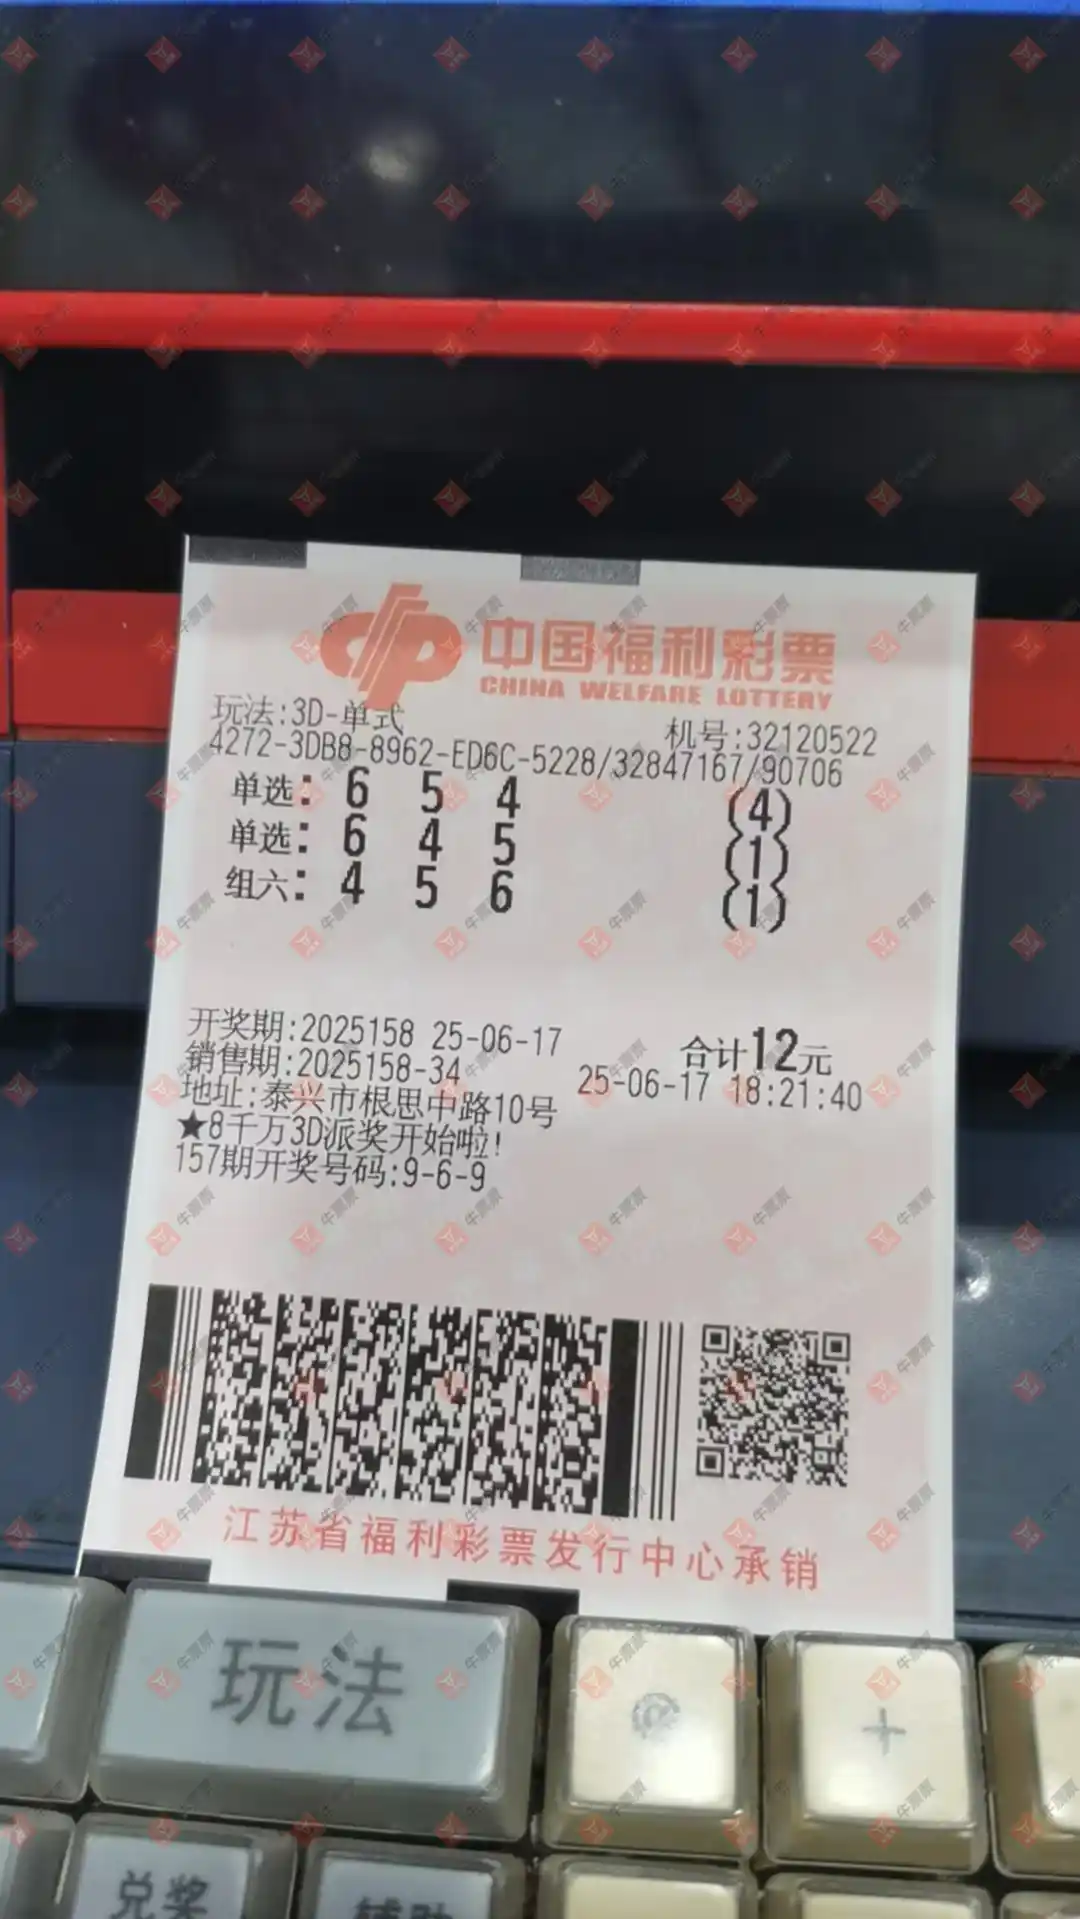 中国福利彩票
CHINA WELFARE LOTTERY
玩法:3D-单式
机号:32120522
4272-3DB8-8962-ED6C-5228/32847167/90706
单选: 6 5 4 (4)
单选: 6 4 5 (1)
组六: 4 5 6 (1)
开奖期:2025158 25-06-17
合计12元
销售期:2025158-34
25-06-17 18:21:40
地址:泰兴市根思中路10号
★8千万3D派奖开始啦!
157期开奖号码:9-6-9
江苏省福利彩票发行中心承销
玩法
@
+
兑奖
辅助
牛票票